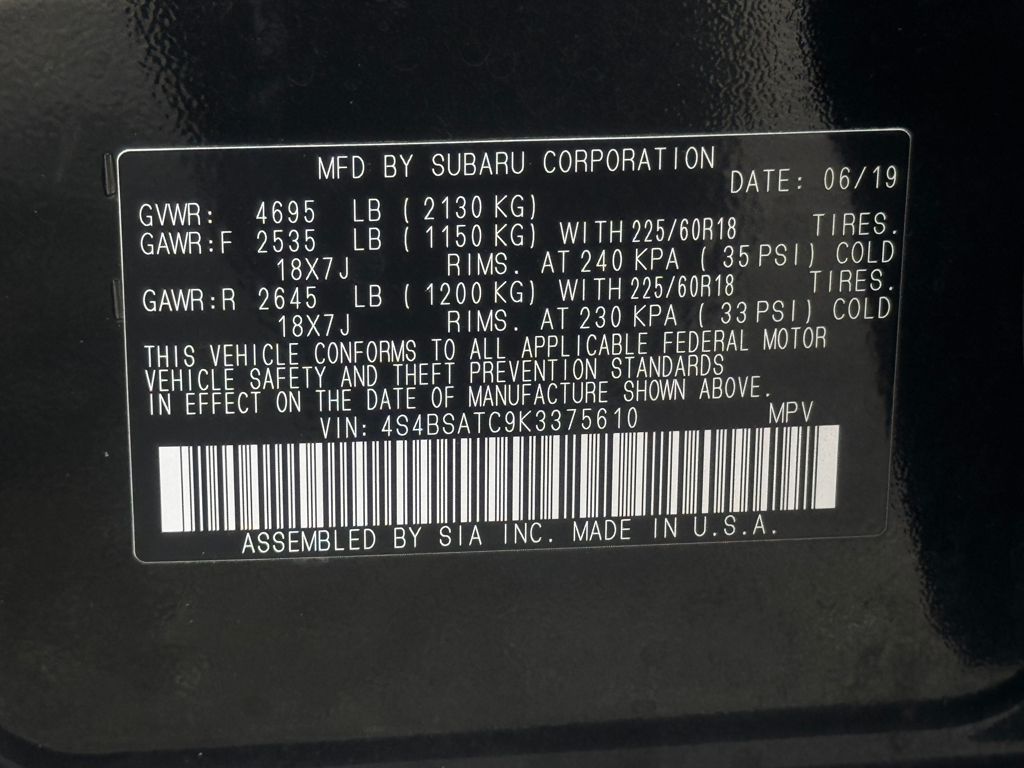 MFD BY SUBARU CORPORATION
DATE: 06/19
GVWR: 4695 LB ( 2130 KG)
GAWR:F 2535 LB ( 1150 KG) WITH 225/60R18 TIRES.
18X7J RIMS. AT 240 KPA ( 35 PSI) COLD
GAWR:R 2645 LB ( 1200 KG) WITH 225/60R18 TIRES.
18X7J RIMS. AT 230 KPA ( 33 PSI) COLD
THIS VEHICLE CONFORMS TO ALL APPLICABLE FEDERAL MOTOR
VEHICLE SAFETY AND THEFT PREVENTION STANDARDS
IN EFFECT ON THE DATE OF MANUFACTURE SHOWN ABOVE.
VIN: 4S4BSATC9K3375610 MPV
ASSEMBLED BY SIA INC. MADE IN U.S.A.